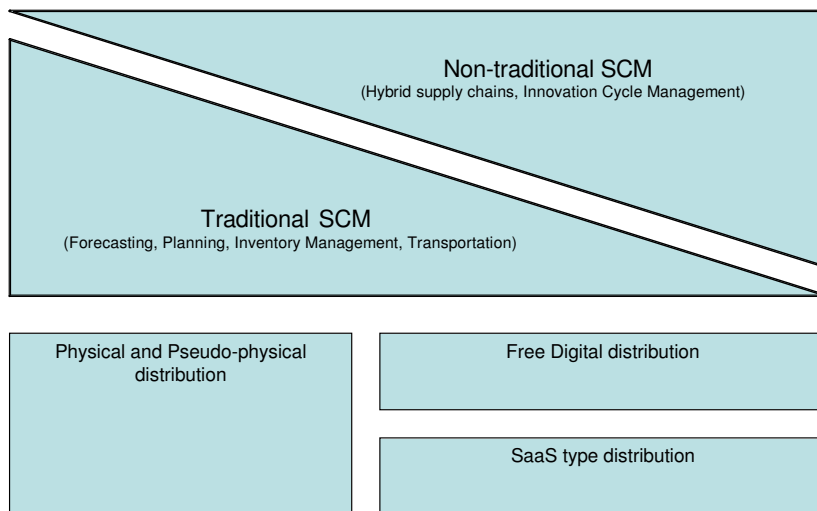 Non-traditional SCM
(Hybrid supply chains, Innovation Cycle Management)
Traditional SCM
(Forecasting, Planning, Inventory Management, Transportation)
Physical and Pseudo-physical
distribution
Free Digital distribution
SaaS type distribution